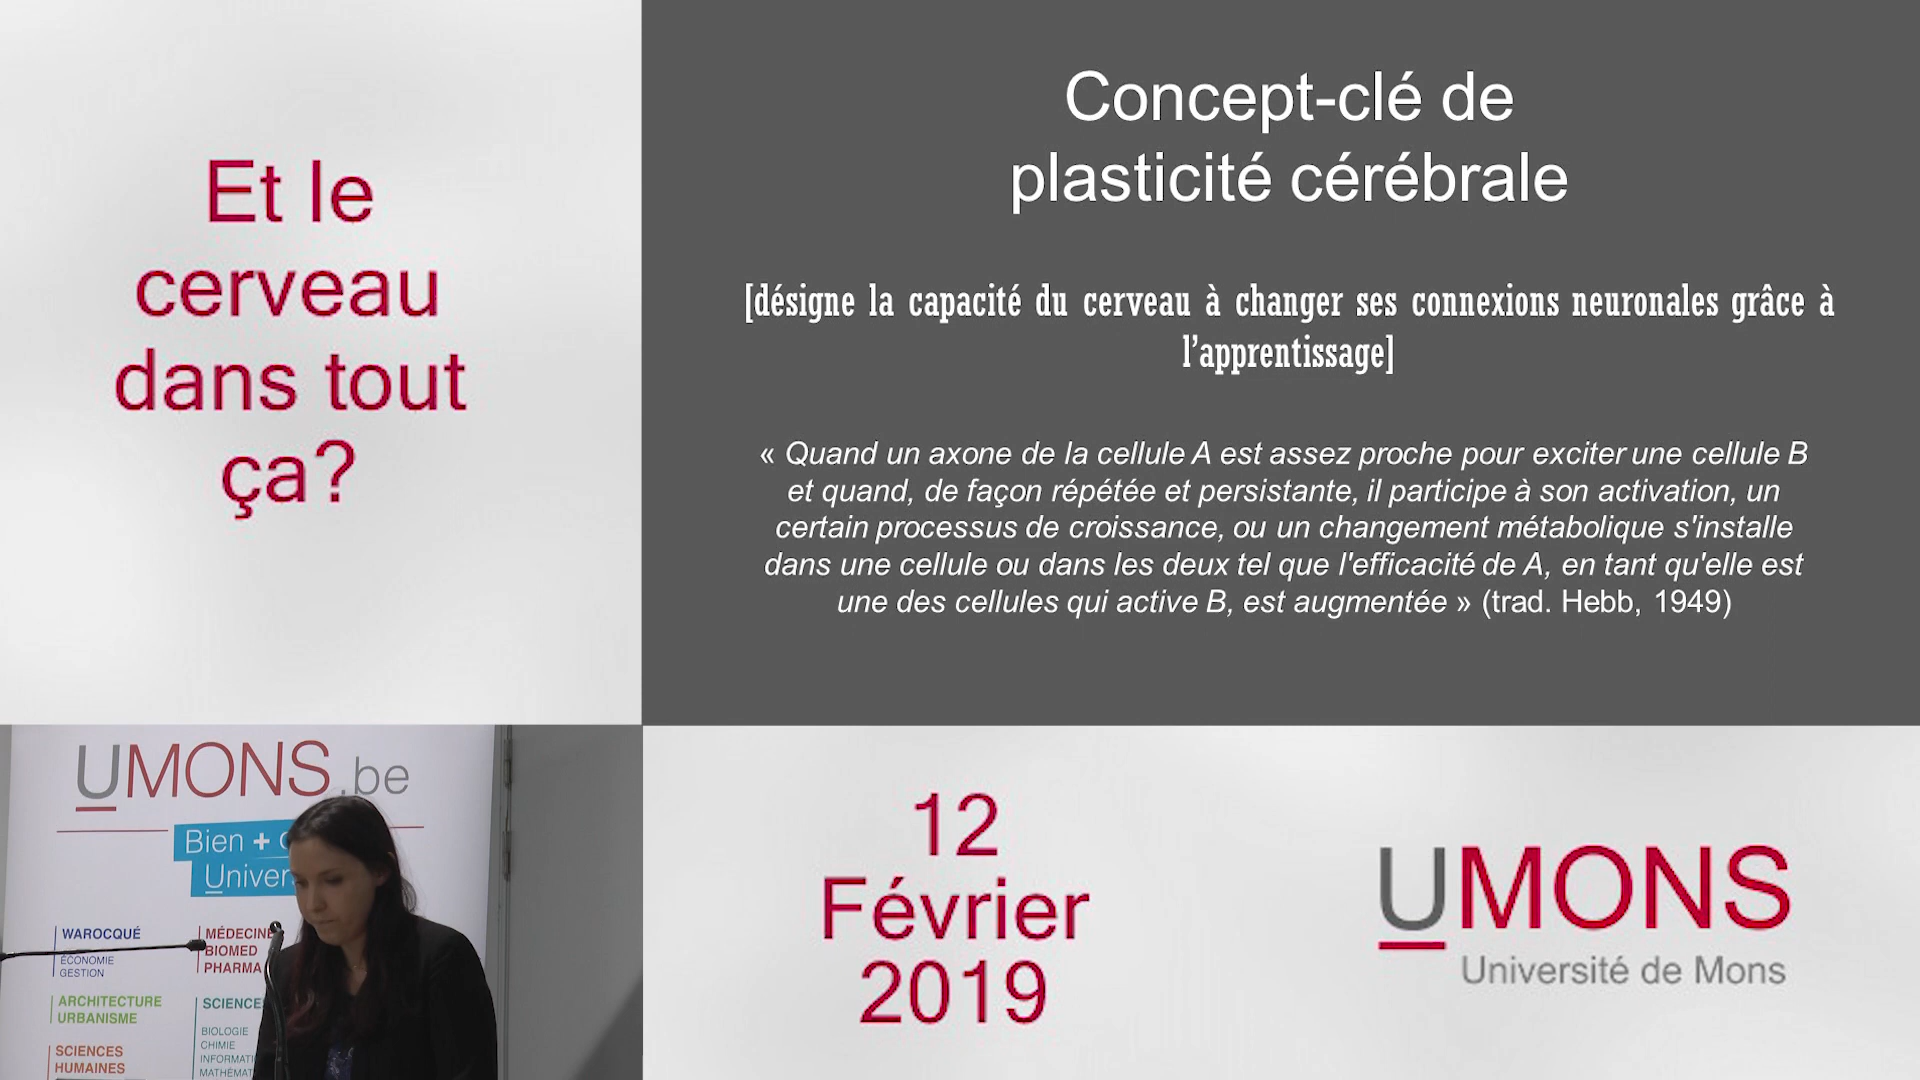 Et le
cerveau
dans tout
ça?
Concept-clé de
plasticité cérébrale
[désigne la capacité du cerveau à changer ses connexions neuronales grâce à
l’apprentissage]
« Quand un axone de la cellule A est assez proche pour exciter une cellule B
et quand, de façon répétée et persistante, il participe à son activation, un
certain processus de croissance, ou un changement métabolique s'installe
dans une cellule ou dans les deux tel que l'efficacité de A, en tant qu'elle est
une des cellules qui active B, est augmentée » (trad. Hebb, 1949)
UMONS.be
Bien +
WAROCQUÉ
ÉCONOMIE
GESTION
ARCHITECTURE
URBANISME
SCIENCES
HUMAINES
MÉDECINE
BIOMED
PHARMA
BIOLOGIE
CHIMIE
12
Février
2019
UMONS
Université de Mons